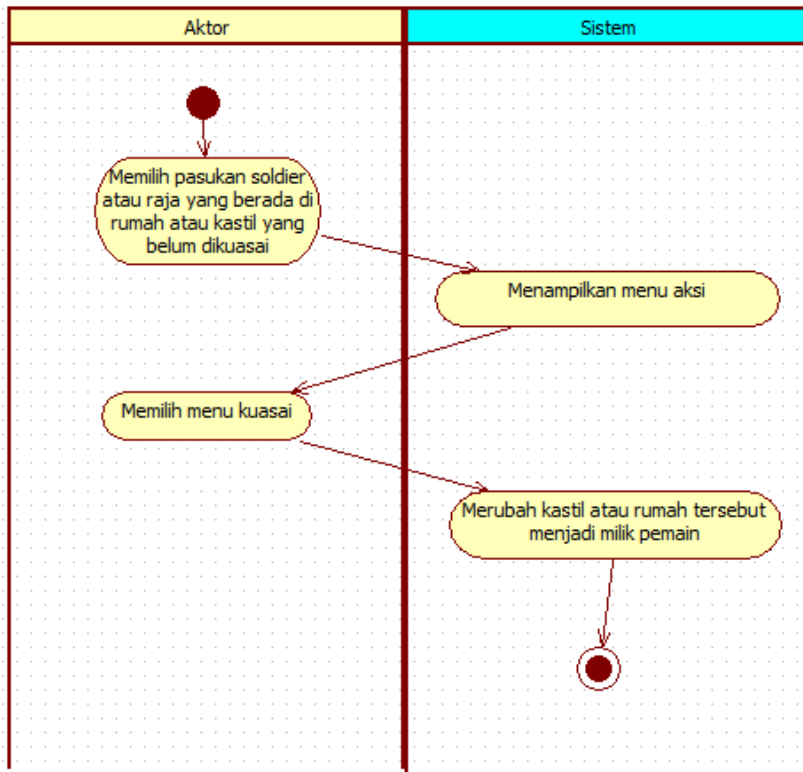 Aktor
Sistem
Memilih pasukan soldier
atau raja yang berada di
rumah atau kastil yang
belum dikuasai
Menampilkan menu aksi
Memilih menu kuasai
Merubah kastil atau rumah tersebut
menjadi milik pemain